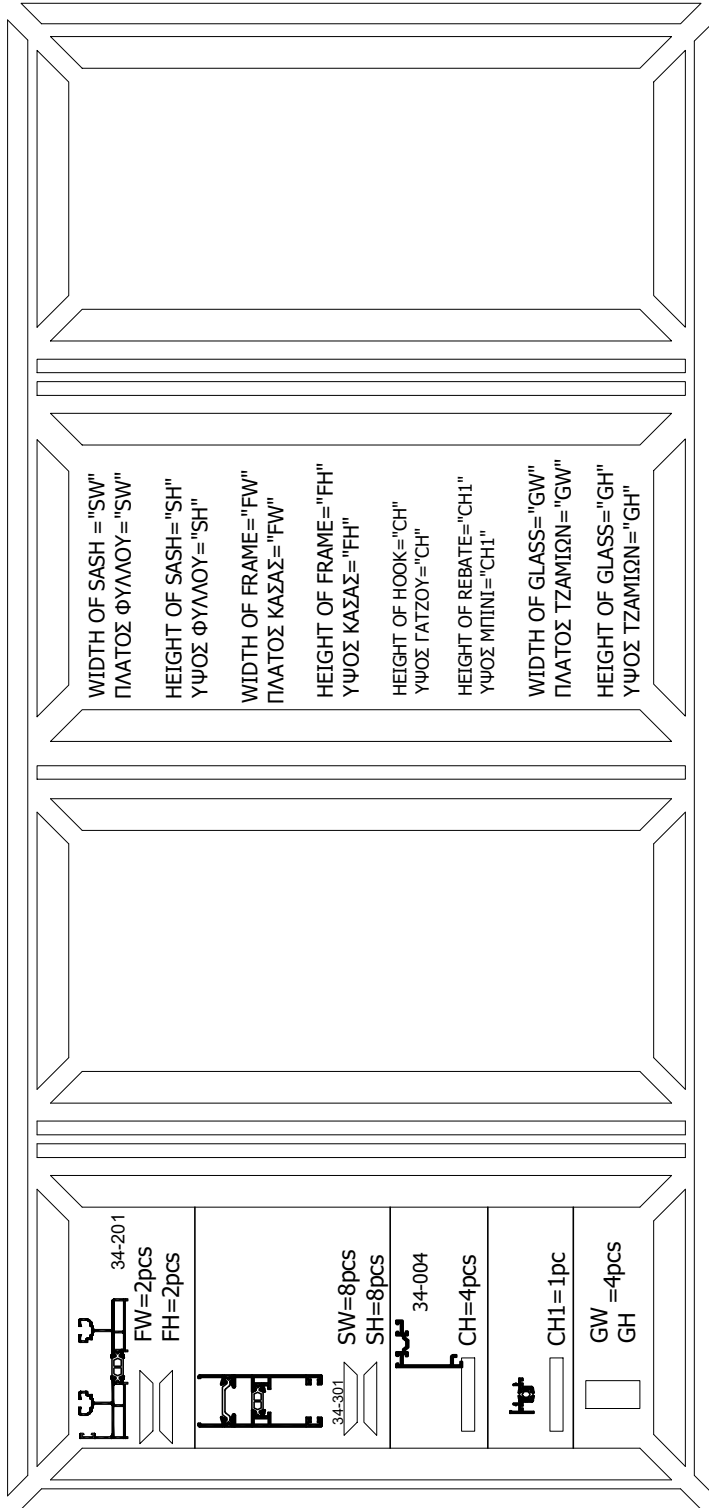 34-201
FW=2pcs
FH=2pcs
34-301
SW=8pcs
SH=8pcs
34-004
CH=4pcs
CH1=1pc
GW
GH
=4pcs
WIDTH OF SASH ="SW"
ΠΛΑΤΟΣ ΦΥΛΛΟΥ="SW"
HEIGHT OF SASH="SH"
ΥΨΟΣ ΦΥΛΛΟΥ="SH"
WIDTH OF FRAME="FW"
ΠΛΑΤΟΣ ΚΑΣΑΣ="FW"
HEIGHT OF FRAME="FH"
ΥΨΟΣ ΚΑΣΑΣ="FH"
HEIGHT OF HOOK="CH"
ΥΨΟΣ ΓΑΤΖΟΥ="CH"
HEIGHT OF REBATE="CH1"
ΥΨΟΣ ΜΠΙΝΙ="CH1"
WIDTH OF GLASS="GW"
ΠΛΑΤΟΣ ΤΖΑΜΙΩΝ="GW"
HEIGHT OF GLASS="GH"
ΥΨΟΣ ΤΖΑΜΙΩΝ="GH"